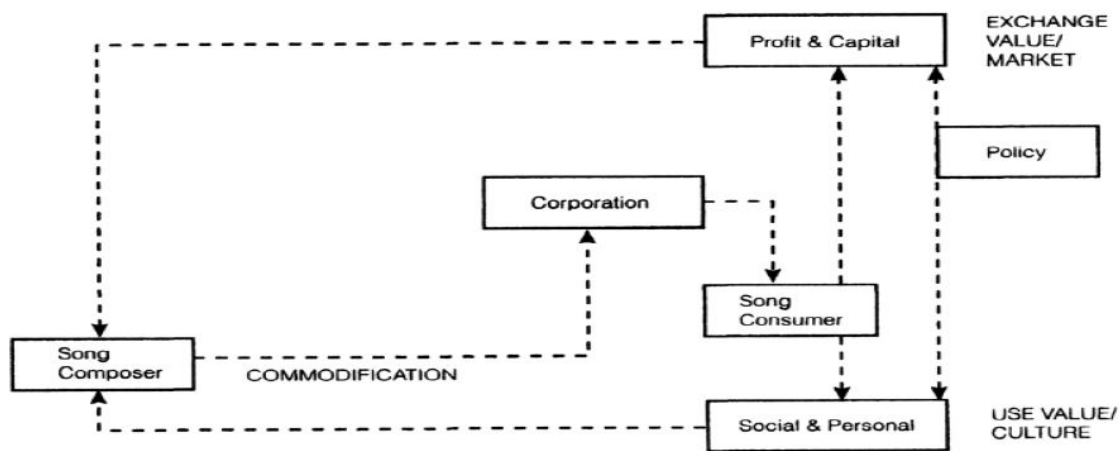 Profit & Capital
EXCHANGE
VALUE/
MARKET
Policy
Corporation
Song
Consumer
Song
Composer
COMMODIFICATION
Social & Personal
USE VALUE/
CULTURE